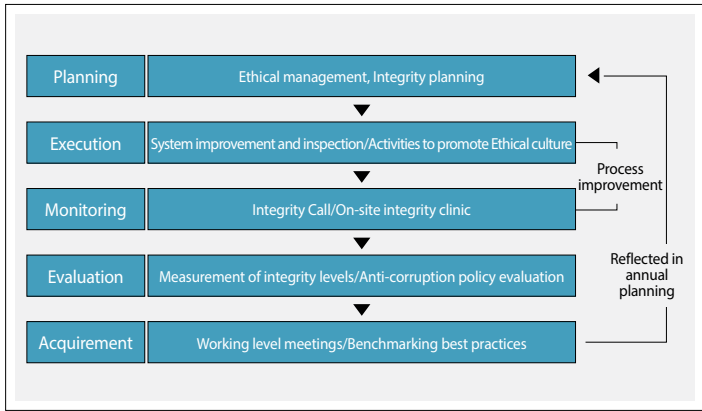 Planning
Ethical management, Integrity planning
Execution
System improvement and inspection/Activities to promote Ethical culture
Process
improvement
Monitoring
Integrity Call/On-site integrity clinic
Evaluation
Measurement of integrity levels/Anti-corruption policy evaluation
Reflected in
annual
planning
Acquirement
Working level meetings/Benchmarking best practices